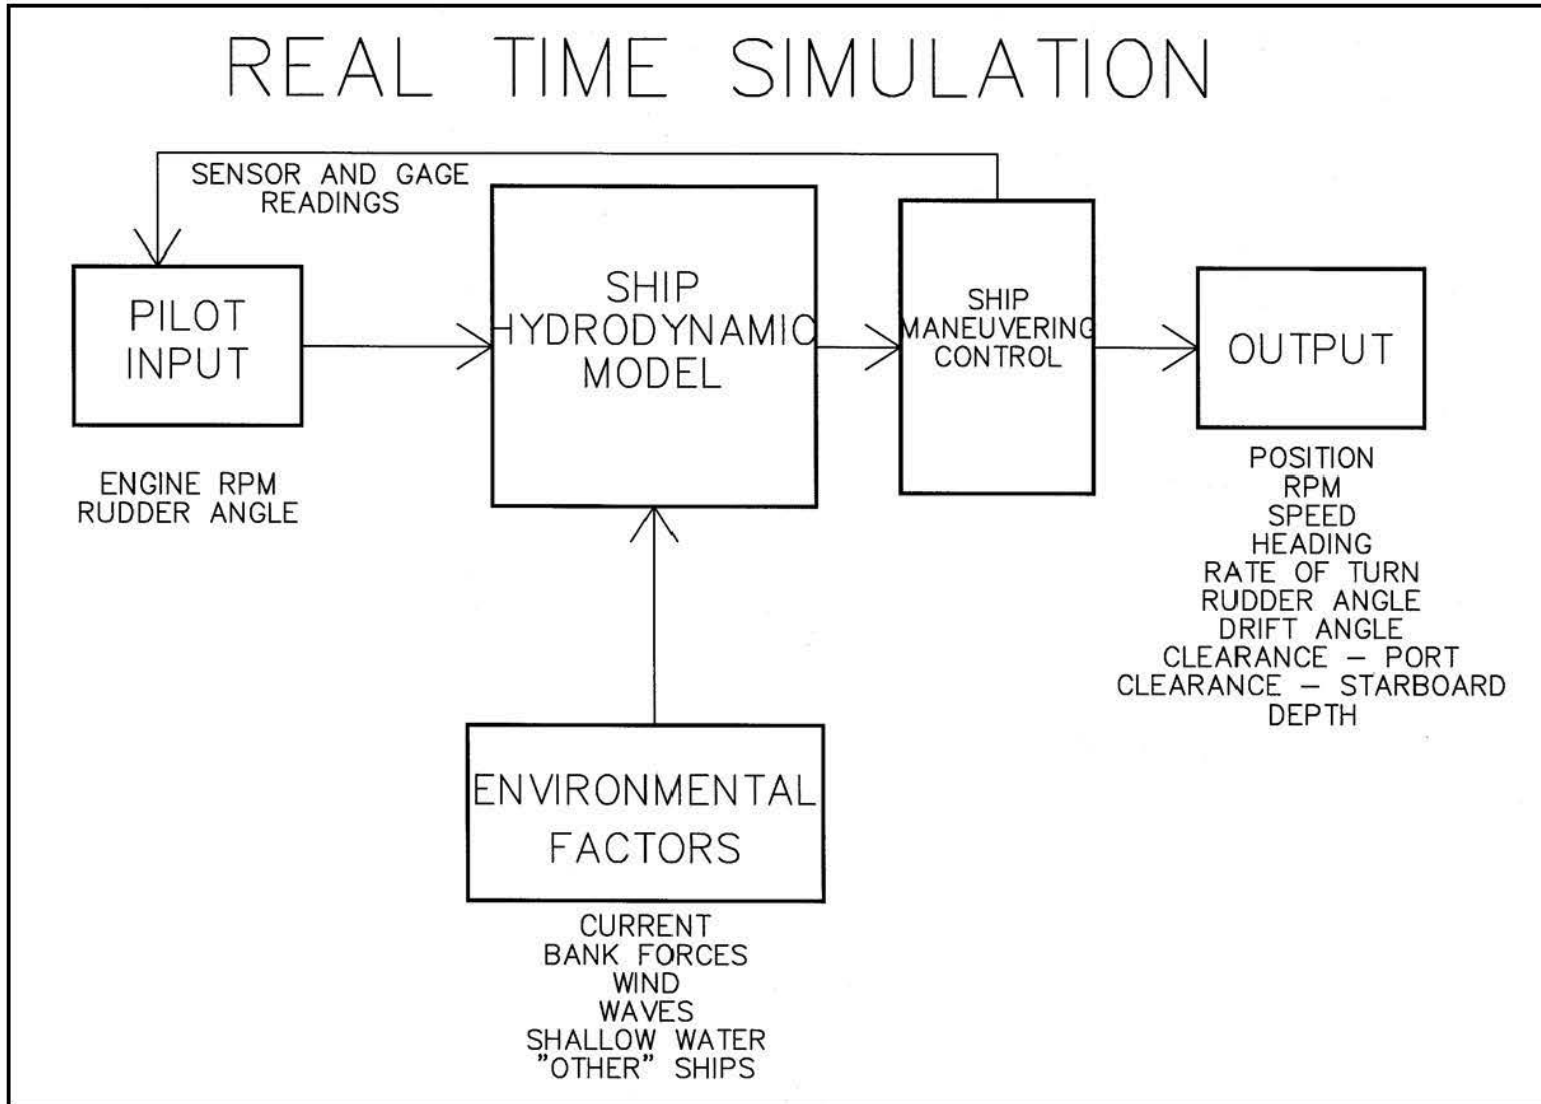 REAL TIME SIMULATION
SENSOR AND GAGE
READINGS
PILOT
INPUT
ENGINE RPM
RUDDER ANGLE
SHIP
HYDRODYNAMIC
MODEL
SHIP
MANEUVERING
CONTROL
OUTPUT
POSITION
RPM
SPEED
HEADING
RATE OF TURN
RUDDER ANGLE
DRIFT ANGLE
CLEARANCE – PORT
CLEARANCE – STARBOARD
DEPTH
ENVIRONMENTAL
FACTORS
CURRENT
BANK FORCES
WIND
WAVES
SHALLOW WATER
"OTHER" SHIPS